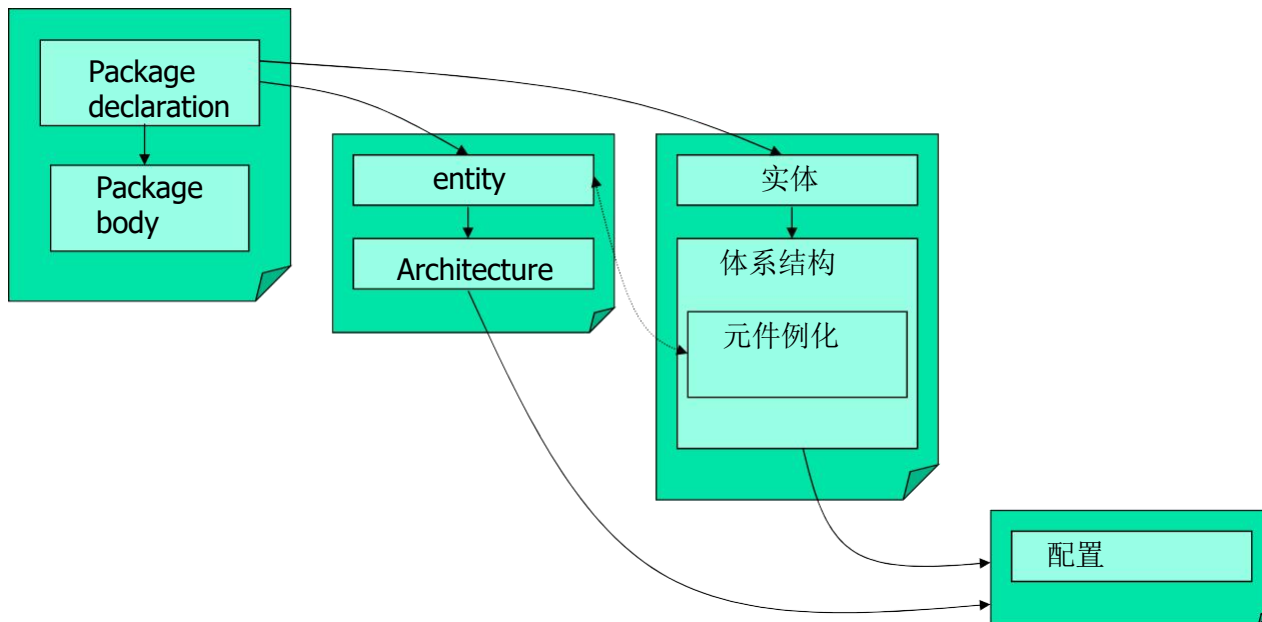 Package
declaration
Package
body
entity
Architecture
实体
体系结构
元件例化
配置